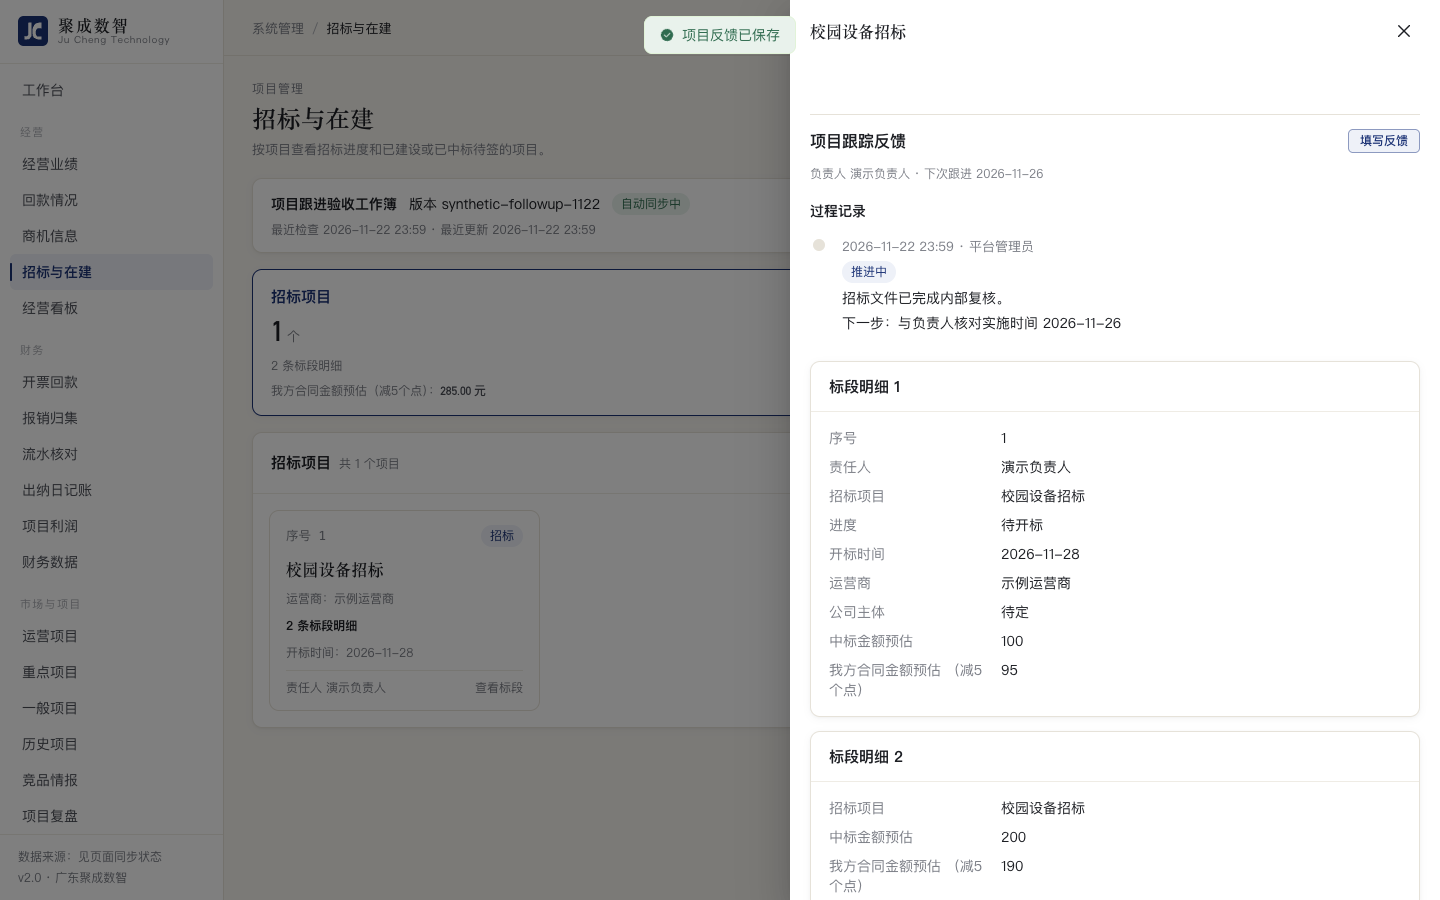 JC 聚成数智
Ju Cheng Technology
工作台
经营
经营业绩
回款情况
商机信息
招标与在建
经营看板
财务
开票回款
报销归集
流水核对
出纳日记账
项目利润
财务数据
市场与项目
运营项目
重点项目
一般项目
历史项目
竞品情报
项目复盘
数据来源：见页面同步状态
v2.0 · 广东聚成数智
系统管理 / 招标与在建
项目反馈已保存
项目管理
招标与在建
按项目查看招标进度和已建设或已中标待签的项目。
项目跟进验收工作簿 版本 synthetic-followup-1122 自动同步中
最近检查 2026-11-22 23:59 · 最近更新 2026-11-22 23:59
招标项目
1 个
2 条标段明细
我方合同金额预估（减5个点）：285.00 元
招标项目 共 1 个项目
序号 1 招标
校园设备招标
运营商：示例运营商
2 条标段明细
开标时间：2026-11-28
责任人 演示负责人 查看标段
校园设备招标
项目跟踪反馈 填写反馈
负责人 演示负责人 · 下次跟进 2026-11-26
过程记录
2026-11-22 23:59 · 平台管理员
推进中
招标文件已完成内部复核。
下一步：与负责人核对实施时间 2026-11-26
标段明细 1
序号 1
责任人 演示负责人
招标项目 校园设备招标
进度 待开标
开标时间 2026-11-28
运营商 示例运营商
公司主体 待定
中标金额预估 100
我方合同金额预估 （减5 95
个点）
标段明细 2
招标项目 校园设备招标
中标金额预估 200
我方合同金额预估 （减5 190
个点）